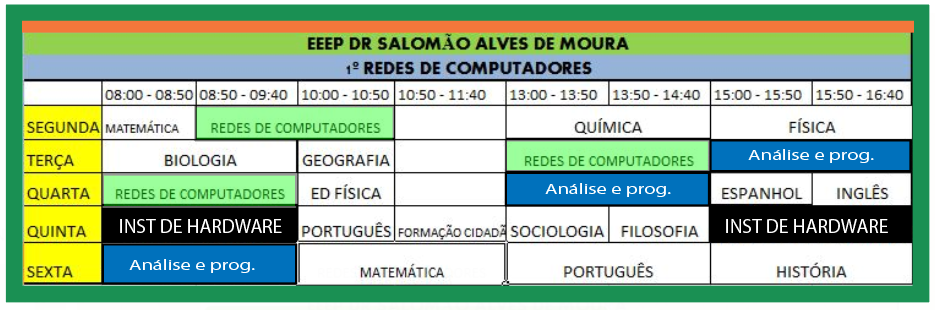 EEEP DR SALOMÃO ALVES DE MOURA
1º REDES DE COMPUTADORES
08:00 - 08:50 08:50 - 09:40 10:00 - 10:50 10:50 - 11:40 13:00 - 13:50 13:50 - 14:40 15:00 - 15:50 15:50 - 16:40
SEGUNDA MATEMÁTICA REDES DE COMPUTADORES QUÍMICA FÍSICA
TERÇA BIOLOGIA GEOGRAFIA REDES DE COMPUTADORES Análise e prog.
QUARTA REDES DE COMPUTADORES ED FÍSICA Análise e prog. ESPANHOL INGLÊS
QUINTA INST DE HARDWARE PORTUGUÊS FORMAÇÃO CIDADÃ SOCIOLOGIA FILOSOFIA INST DE HARDWARE
SEXTA Análise e prog. MATEMÁTICA PORTUGUÊS HISTÓRIA